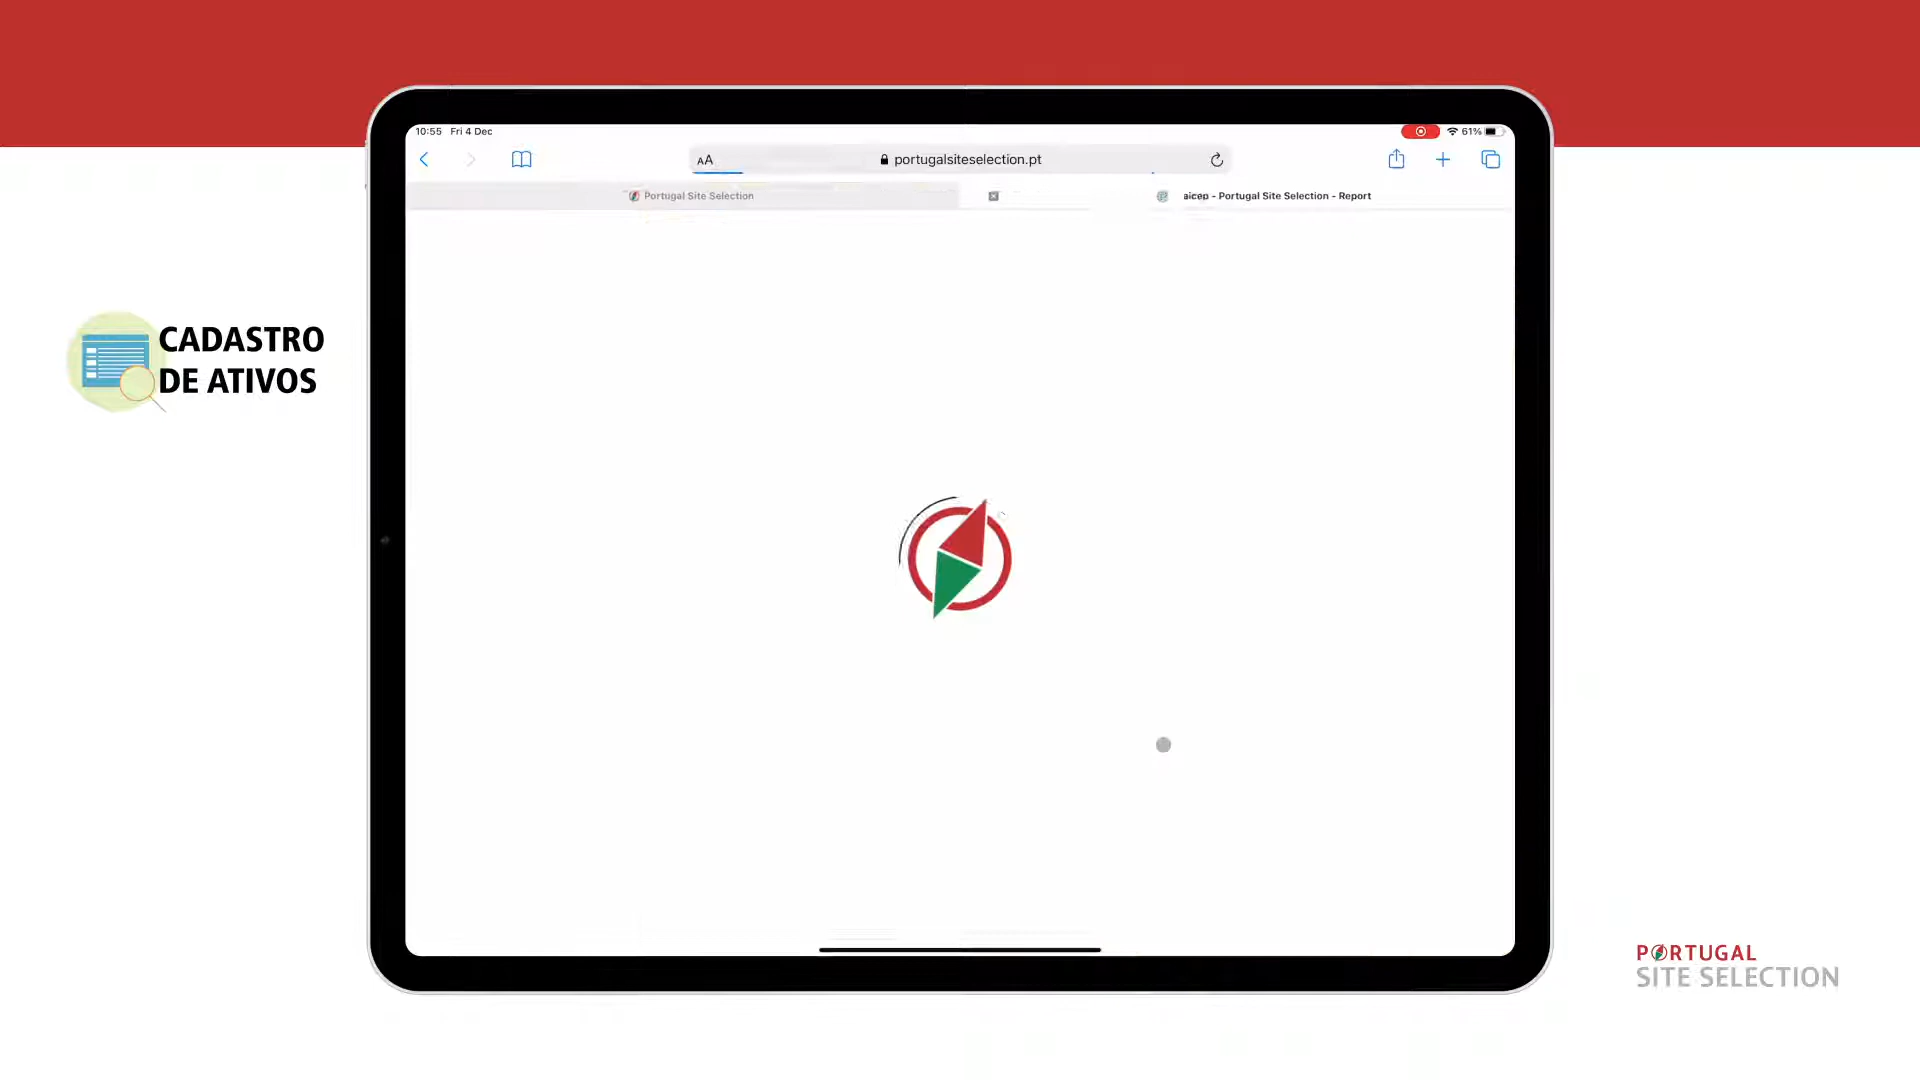 10:55 Fri 4 Dec
61%
AA
portugalsiteselection.pt
Portugal Site Selection
aicep - Portugal Site Selection - Report
CADASTRO
DE ATIVOS
PORTUGAL
SITE SELECTION